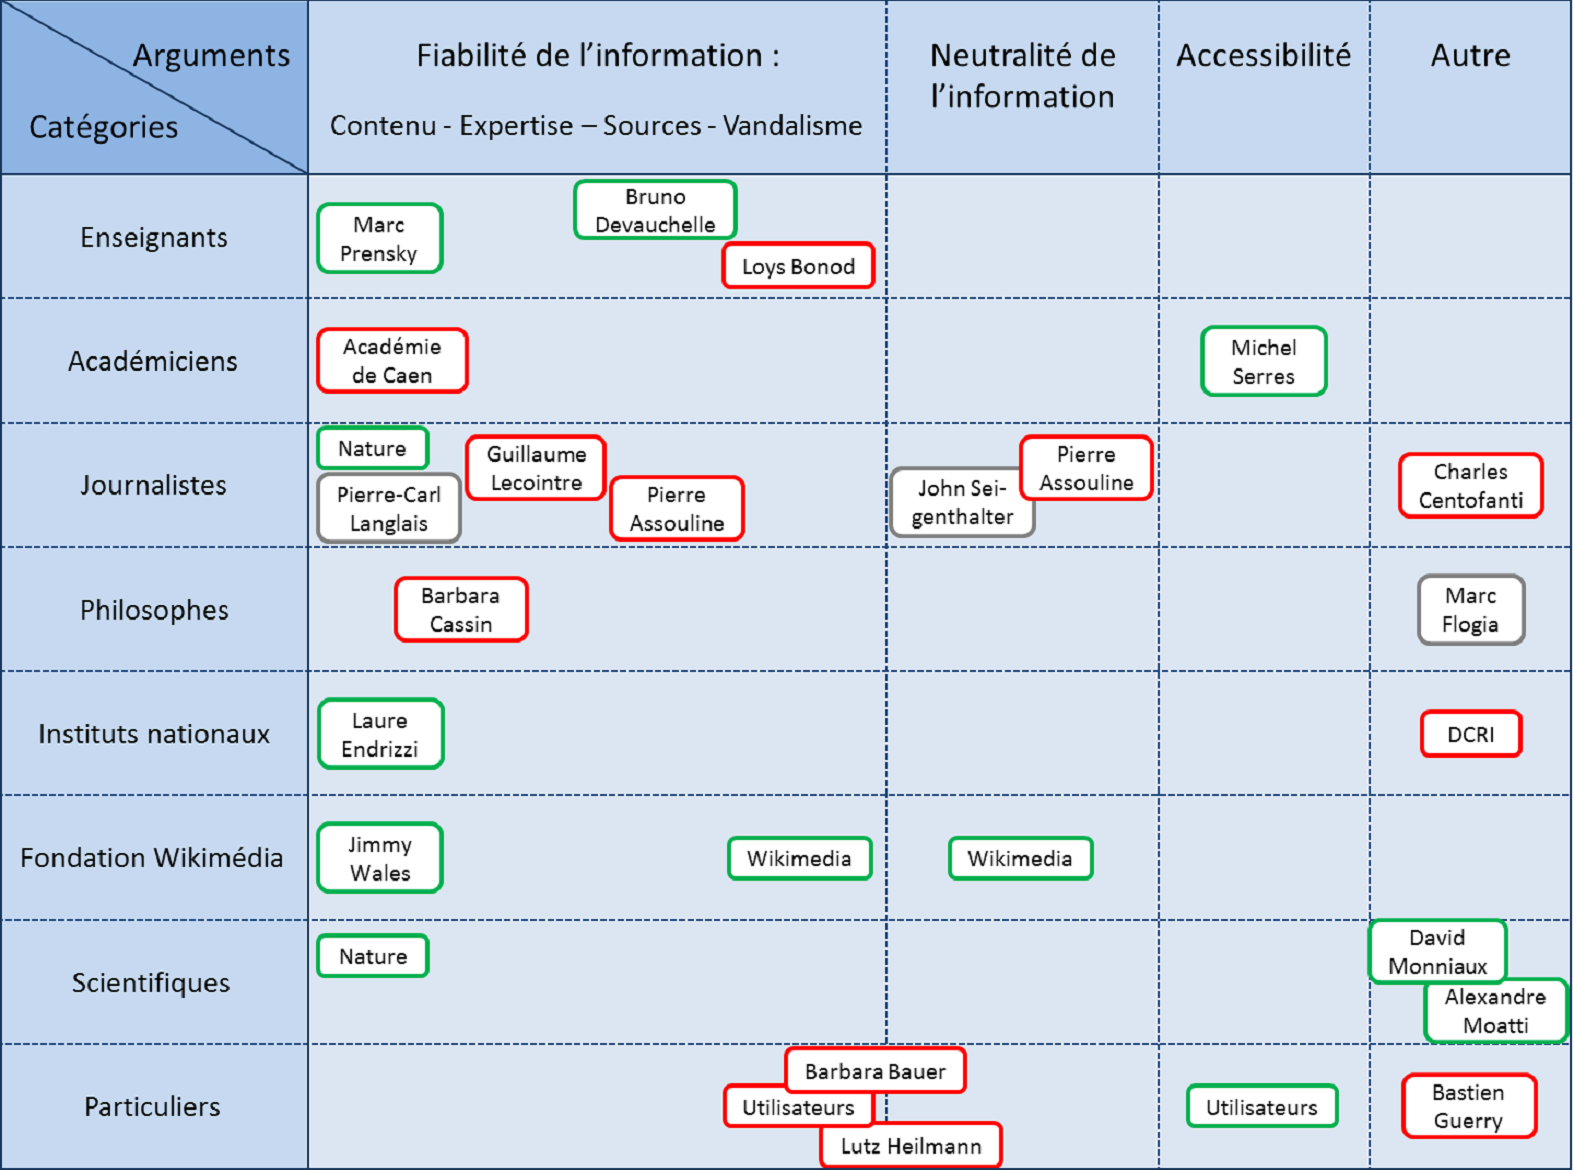 Arguments
Catégories
Fiabilité de l’information :
Contenu - Expertise – Sources - Vandalisme
Neutralité de
l’information
Accessibilité
Autre
Enseignants
Marc
Prensky
Bruno
Devauchelle
Loys Bonod
Académiciens
Académie
de Caen
Michel
Serres
Journalistes
Nature
Pierre-Carl
Langlais
Guillaume
Lecointre
Pierre
Assouline
John Sei-
genthalter
Pierre
Assouline
Charles
Centofanti
Philosophes
Barbara
Cassin
Marc
Flogia
Instituts nationaux
Laure
Endrizzi
DCRI
Fondation Wikimédia
Jimmy
Wales
Wikimedia
Wikimedia
Scientifiques
Nature
David
Monniaux
Alexandre
Moatti
Particuliers
Barbara Bauer
Utilisateurs
Lutz Heilmann
Utilisateurs
Bastien
Guerry